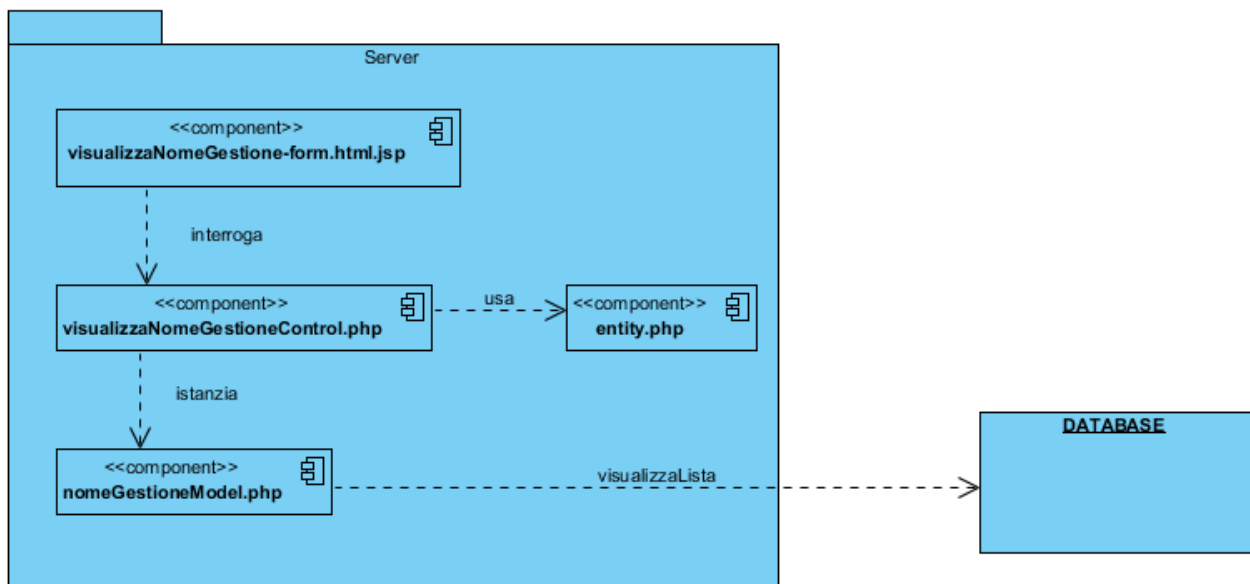 Server
<<component>>
visualizzaNomeGestione-form.html.jsp
interroga
<<component>>
visualizzaNomeGestioneControl.php
usa
<<component>>
entity.php
istanzia
<<component>>
nomeGestioneModel.php
visualizzaLista
DATABASE